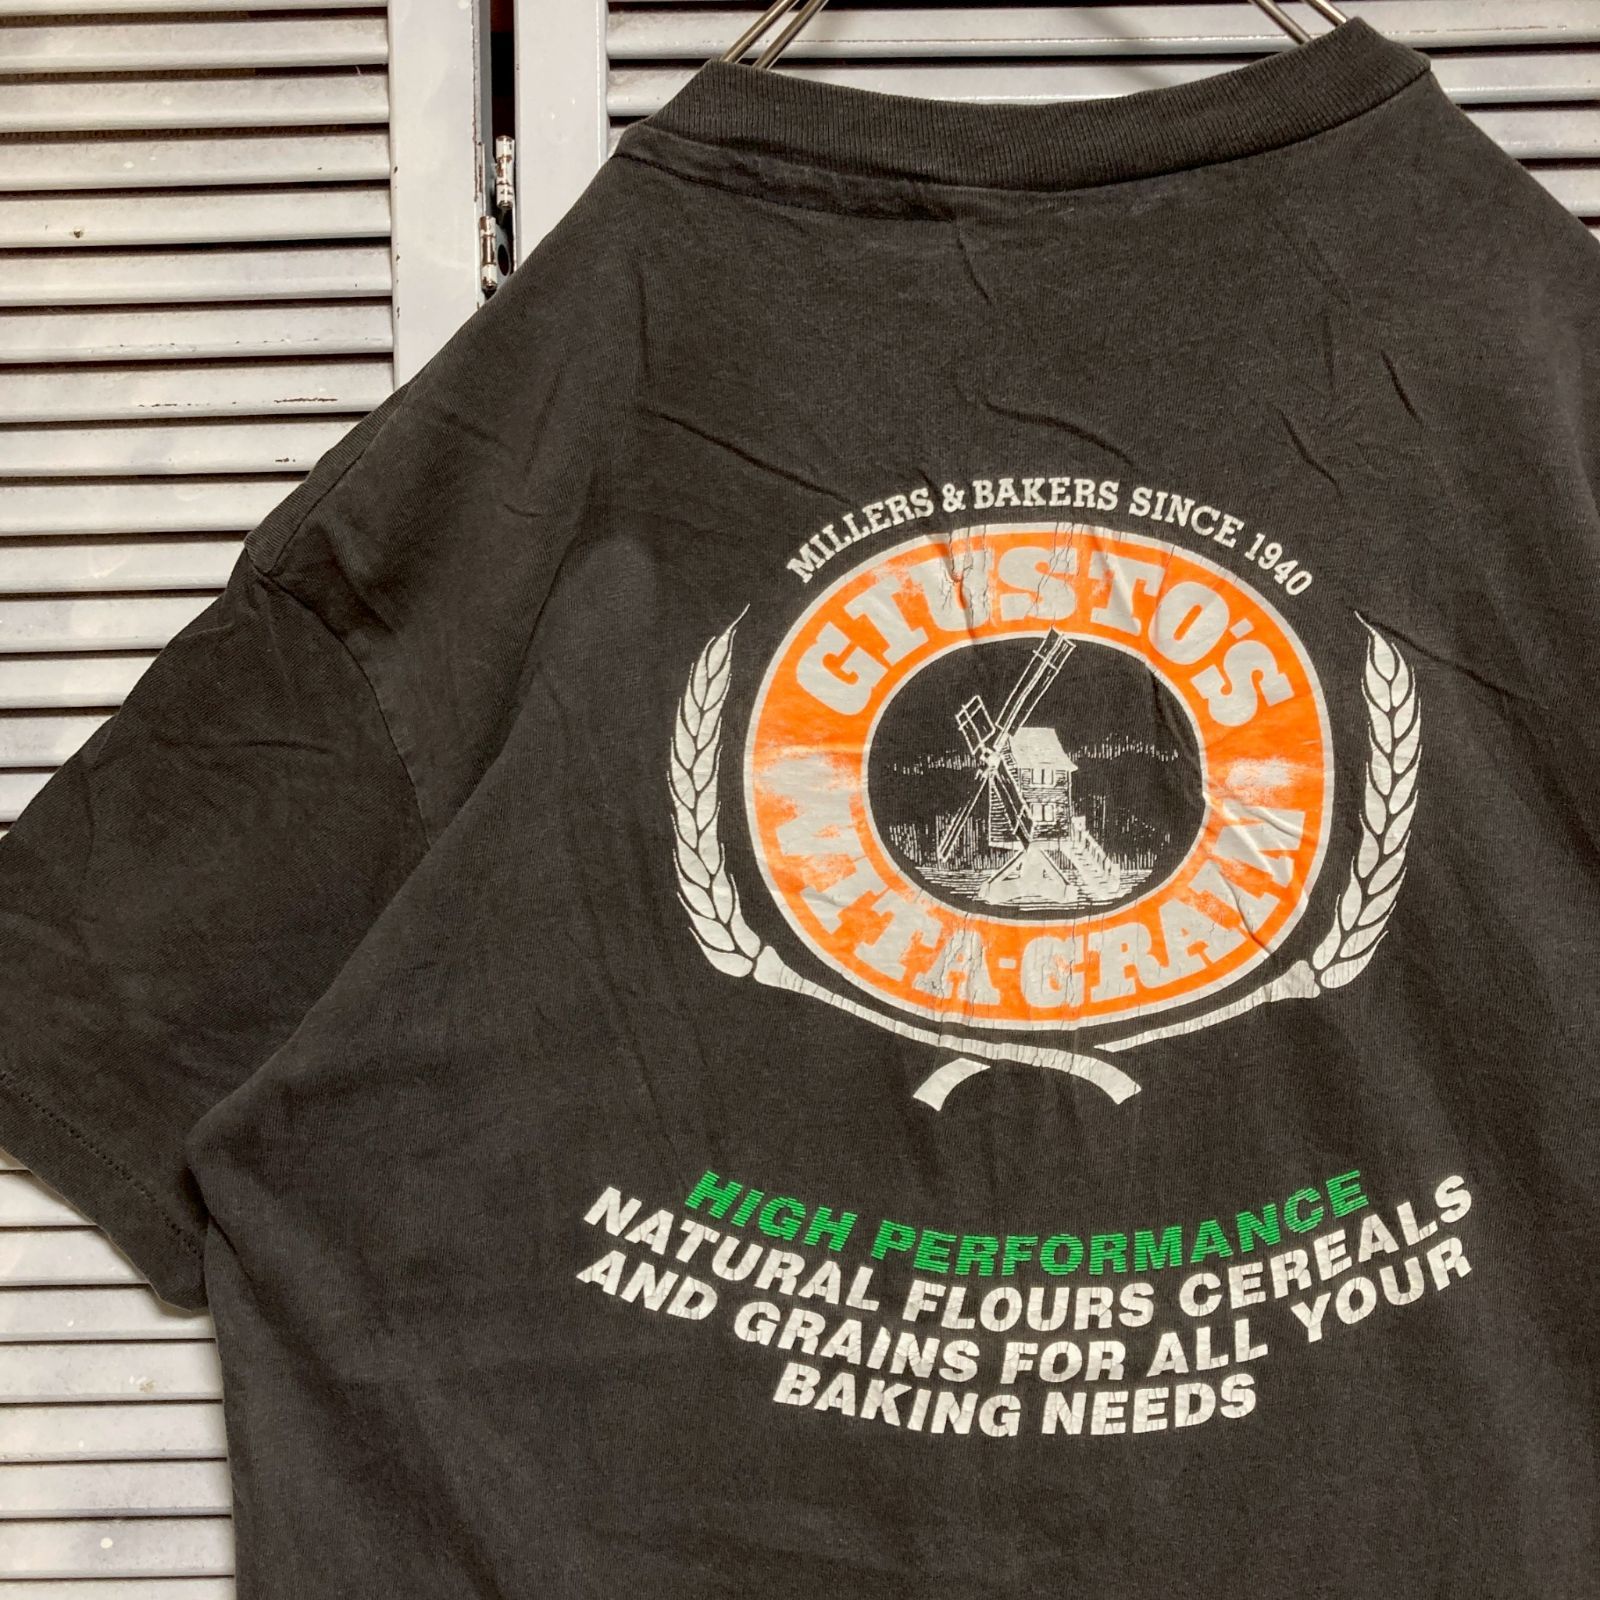 MILLERS & BAKERS SINCE 1940
GIUSTO'S
VITA-GRAIN
HIGH PERFORMANCE
NATURAL FLOURS CEREALS
AND GRAINS FOR ALL YOUR
BAKING NEEDS